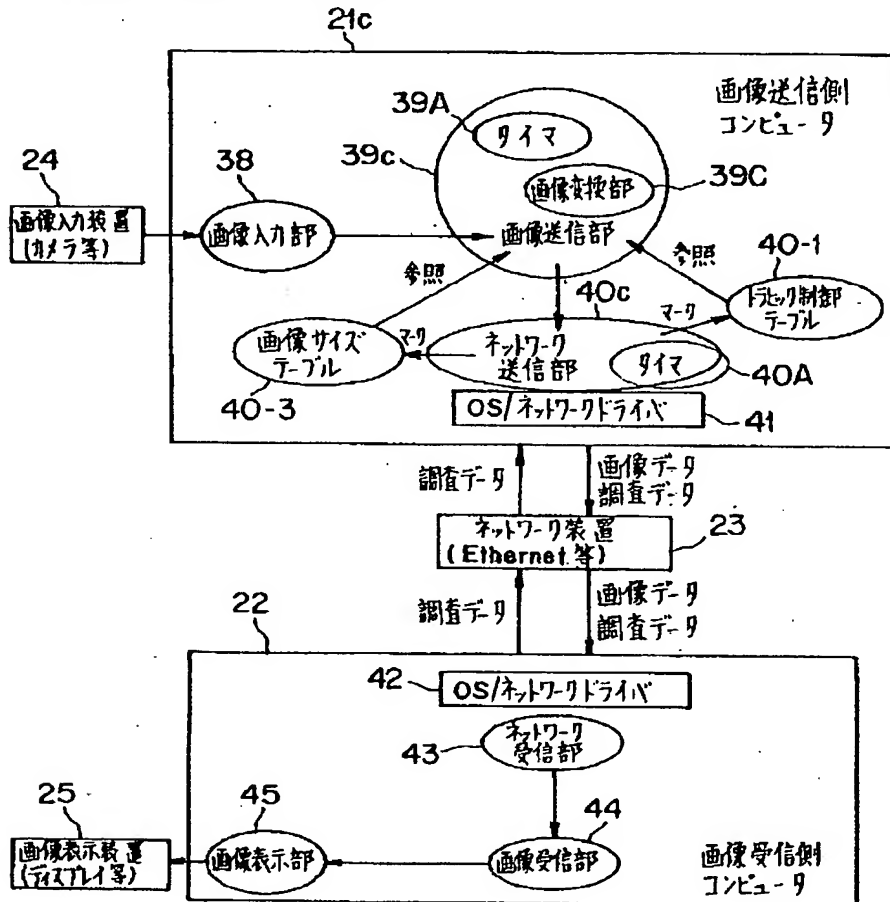 21c
画像送信側
コンピュータ
39A
タイマ
39c
画像変換部
39C
24
38
画像入力装置
(カメラ等)
画像入力部
画像送信部
参照
参照
40-1
トラヒック制御
テーブル
40c
マーク
画像サイズ
テーブル
マーク
ネットワーク
送信部
タイマ
40A
40-3
OS/ネットワークドライバ
41
調査データ
画像データ
調査データ
ネットワーク装置
(Ethernet等)
23
調査データ
画像データ
調査データ
22
42
OS/ネットワークドライバ
ネットワーク
受信部
43
25
45
44
画像表示装置
(ディスプレイ等)
画像表示部
画像受信部
画像受信側
コンピュータ